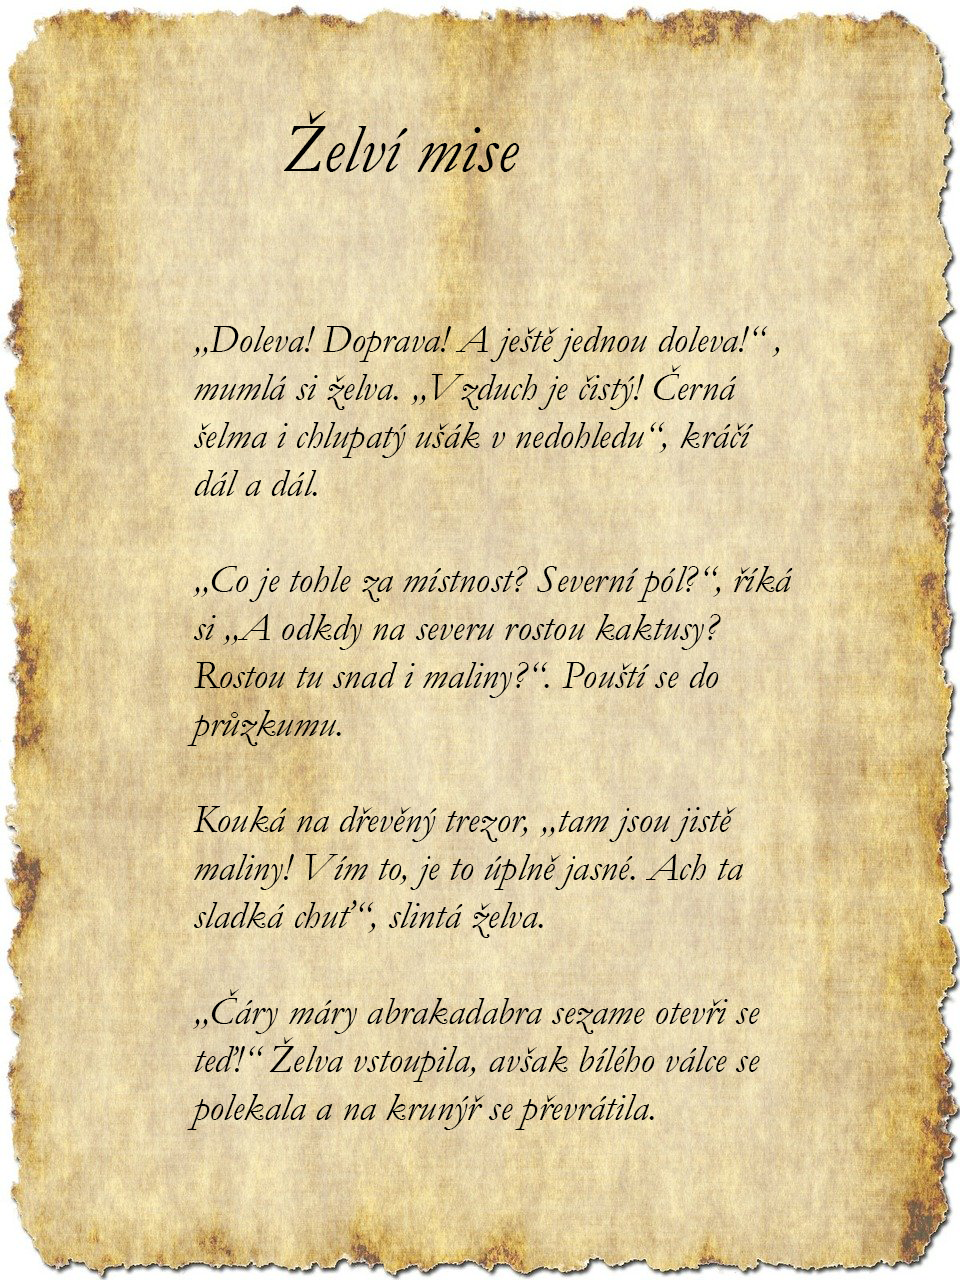 Želví mise
„Doleva! Doprava! A ještě jednou doleva!“ ,
mumlá si želva. „Vzduch je čistý! Černá
šelma i chlupatý ušák v nedohledu“, kráčí
dál a dál.
„Co je tohle za místnost? Severní pól?“, říká
si „A odkdy na severu rostou kaktusy?
Rostou tu snad i maliny?“. Pouští se do
průzkumu.
Kouká na dřevěný trezor, „tam jsou jistě
maliny! Vím to, je to úplně jasné. Ach ta
sladká chuť“, slintá želva.
„Čáry máry abrakadabra sezame otevři se
teď!“ Želva vstoupila, avšak bílého válce se
polekala a na krunýř se převrátila.